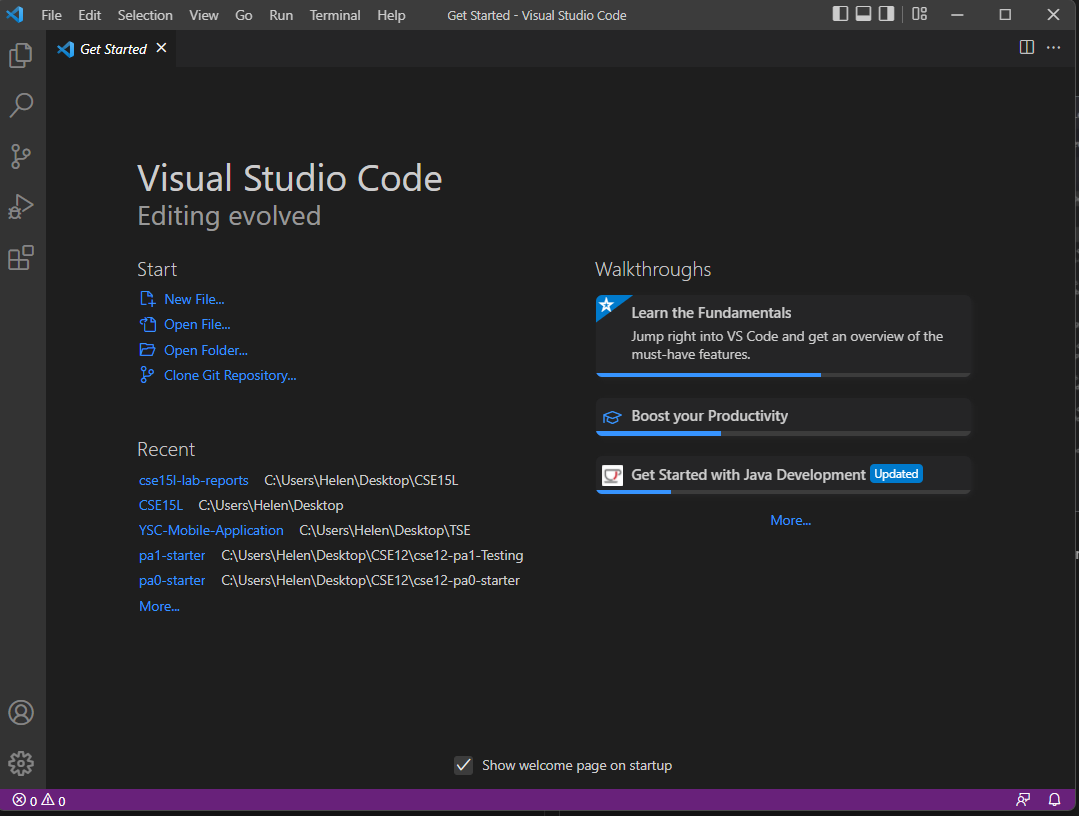 File Edit Selection View Go Run Terminal Help Get Started - Visual Studio Code
Get Started
Visual Studio Code
Editing evolved
Start
New File...
Open File...
Open Folder...
Clone Git Repository...
Recent
cse15l-lab-reports C:\Users\Helen\Desktop\CSE15L
CSE15L C:\Users\Helen\Desktop
YSC-Mobile-Application C:\Users\Helen\Desktop\TSE
pa1-starter C:\Users\Helen\Desktop\CSE12\cse12-pa1-Testing
pa0-starter C:\Users\Helen\Desktop\CSE12\cse12-pa0-starter
More...
Walkthroughs
Learn the Fundamentals
Jump right into VS Code and get an overview of the
must-have features.
Boost your Productivity
Get Started with Java Development Updated
More...
Show welcome page on startup
0 0